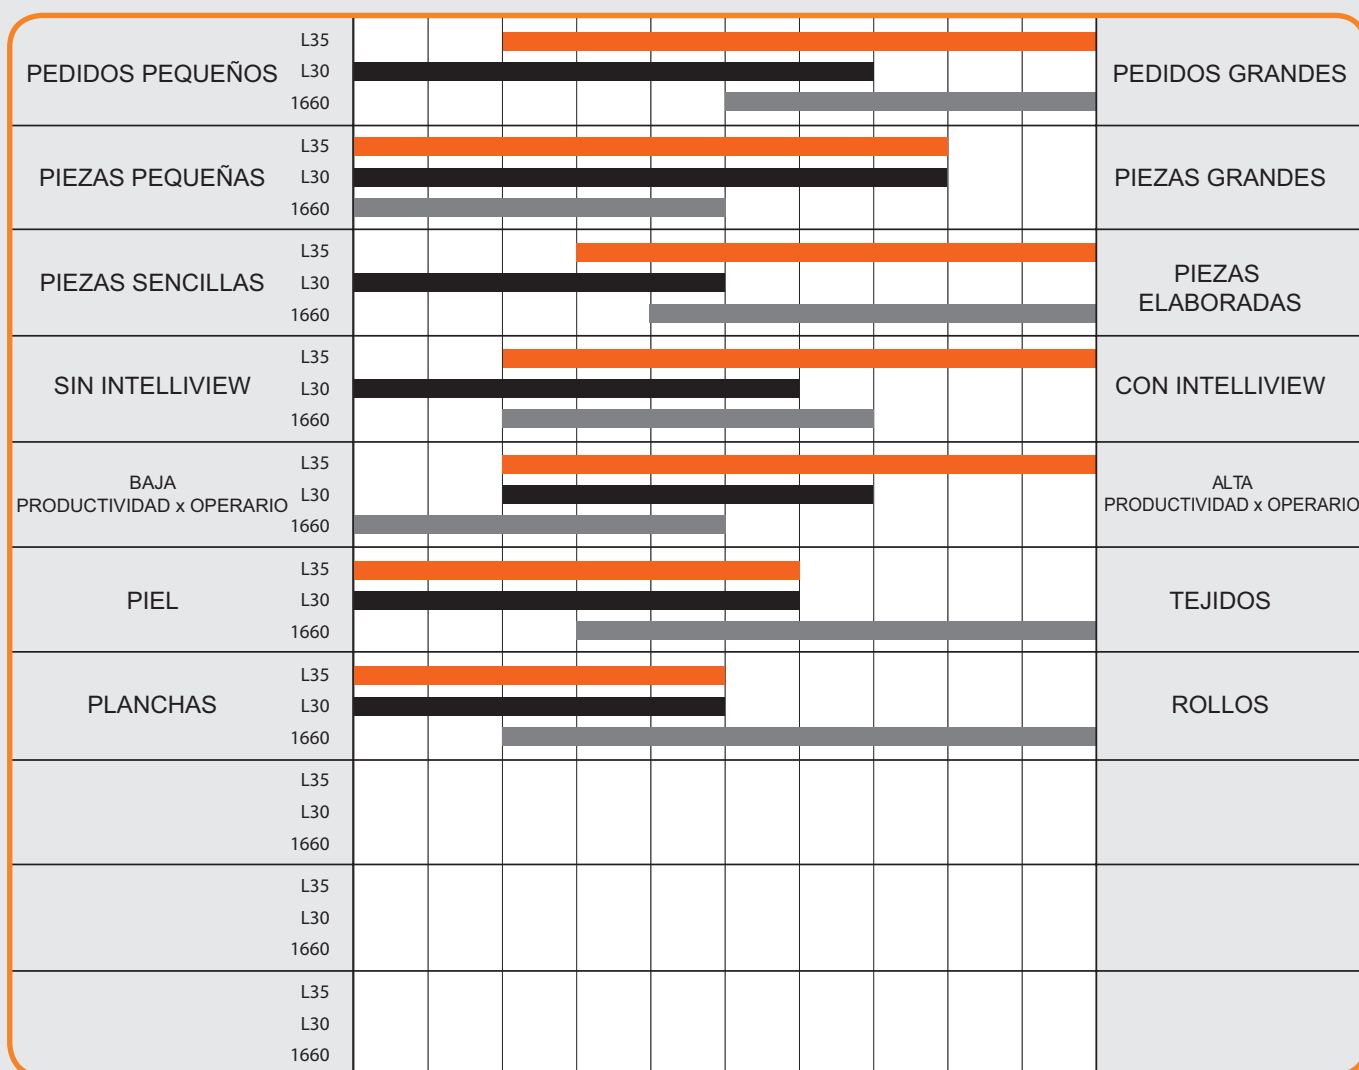 L35
PEDIDOS PEQUEÑOS L30 PEDIDOS GRANDES
1660
L35
PIEZAS PEQUEÑAS L30 PIEZAS GRANDES
1660
L35
PIEZAS SENCILLAS L30 PIEZAS
ELABORADAS
1660
L35
SIN INTELLIVIEW L30 CON INTELLIVIEW
1660
L35
BAJA ALTA
PRODUCTIVIDAD x OPERARIO L30 PRODUCTIVIDAD x OPERARIO
1660
L35
PIEL L30 TEJIDOS
1660
L35
PLANCHAS L30 ROLLOS
1660
L35
L30
1660
L35
L30
1660
L35
L30
1660